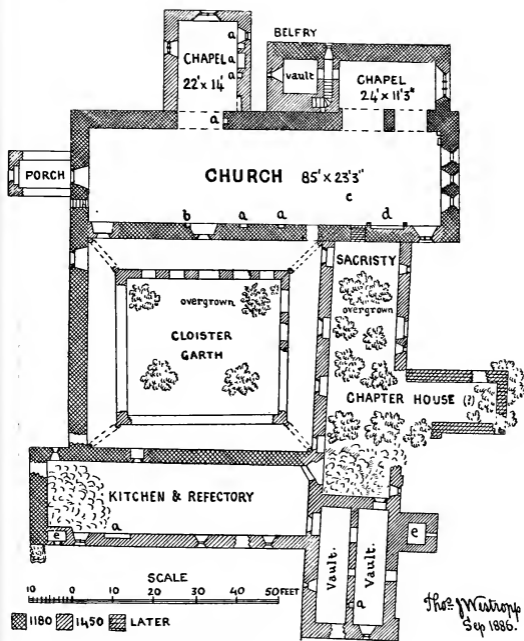 BELFRY
a
CHAPEL
22' x 14'
a
a
vault
CHAPEL
24' x 11'3"
a
CHURCH 85' x 23'3"
PORCH
c
b
a
a
d
SACRISTY
overgrown
overgrown
CLOISTER
GARTH
CHAPTER HOUSE (?)
KITCHEN & REFECTORY
a
e
e
Vault.
Vault.
a
SCALE
10 0 10 20 30 40 50 FEET
1180 1450 LATER
Thos. J Westropp
Sep 1886.